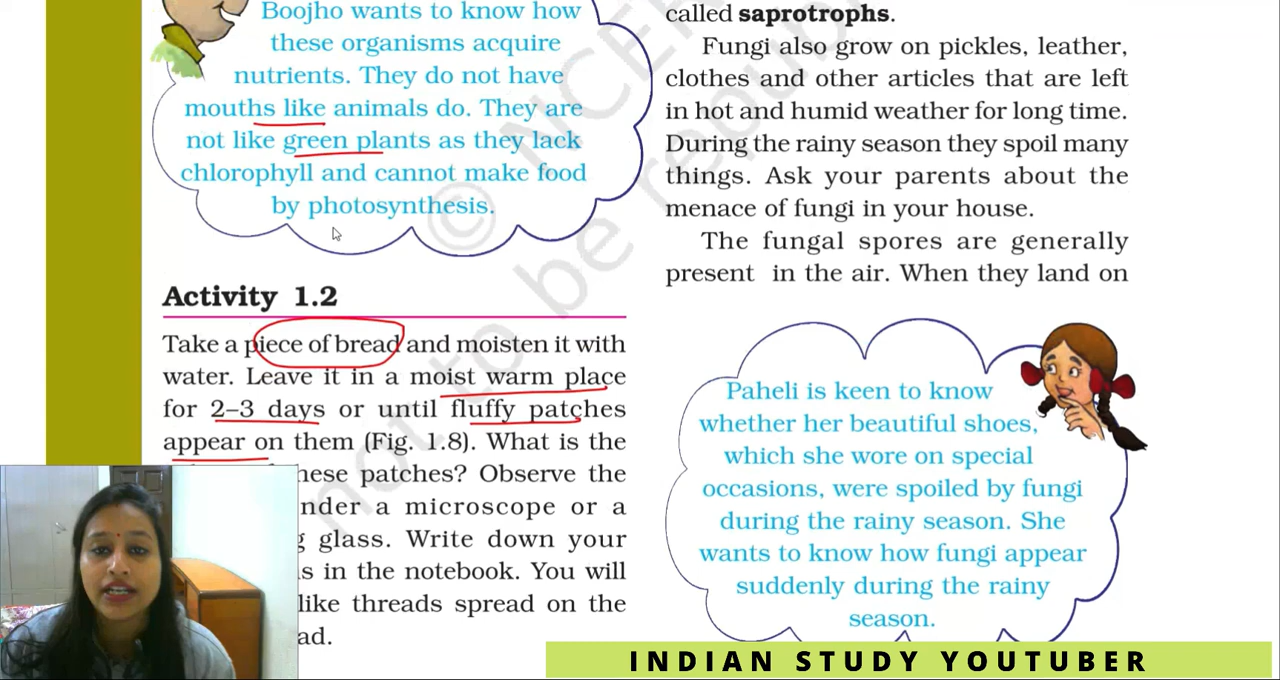 Boojho wants to know how
these organisms acquire
nutrients. They do not have
mouths like animals do. They are
not like green plants as they lack
chlorophyll and cannot make food
by photosynthesis.
Activity 1.2
Take a piece of bread and moisten it with
water. Leave it in a moist warm place
for 2–3 days or until fluffy patches
appear on them (Fig. 1.8). What is the
these patches? Observe the
under a microscope or a
glass. Write down your
in the notebook. You will
like threads spread on the
called saprotrophs.
Fungi also grow on pickles, leather,
clothes and other articles that are left
in hot and humid weather for long time.
During the rainy season they spoil many
things. Ask your parents about the
menace of fungi in your house.
The fungal spores are generally
present in the air. When they land on
Paheli is keen to know
whether her beautiful shoes,
which she wore on special
occasions, were spoiled by fungi
during the rainy season. She
wants to know how fungi appear
suddenly during the rainy
season.
© NCER
not to be repub
INDIAN STUDY YOUTUBER